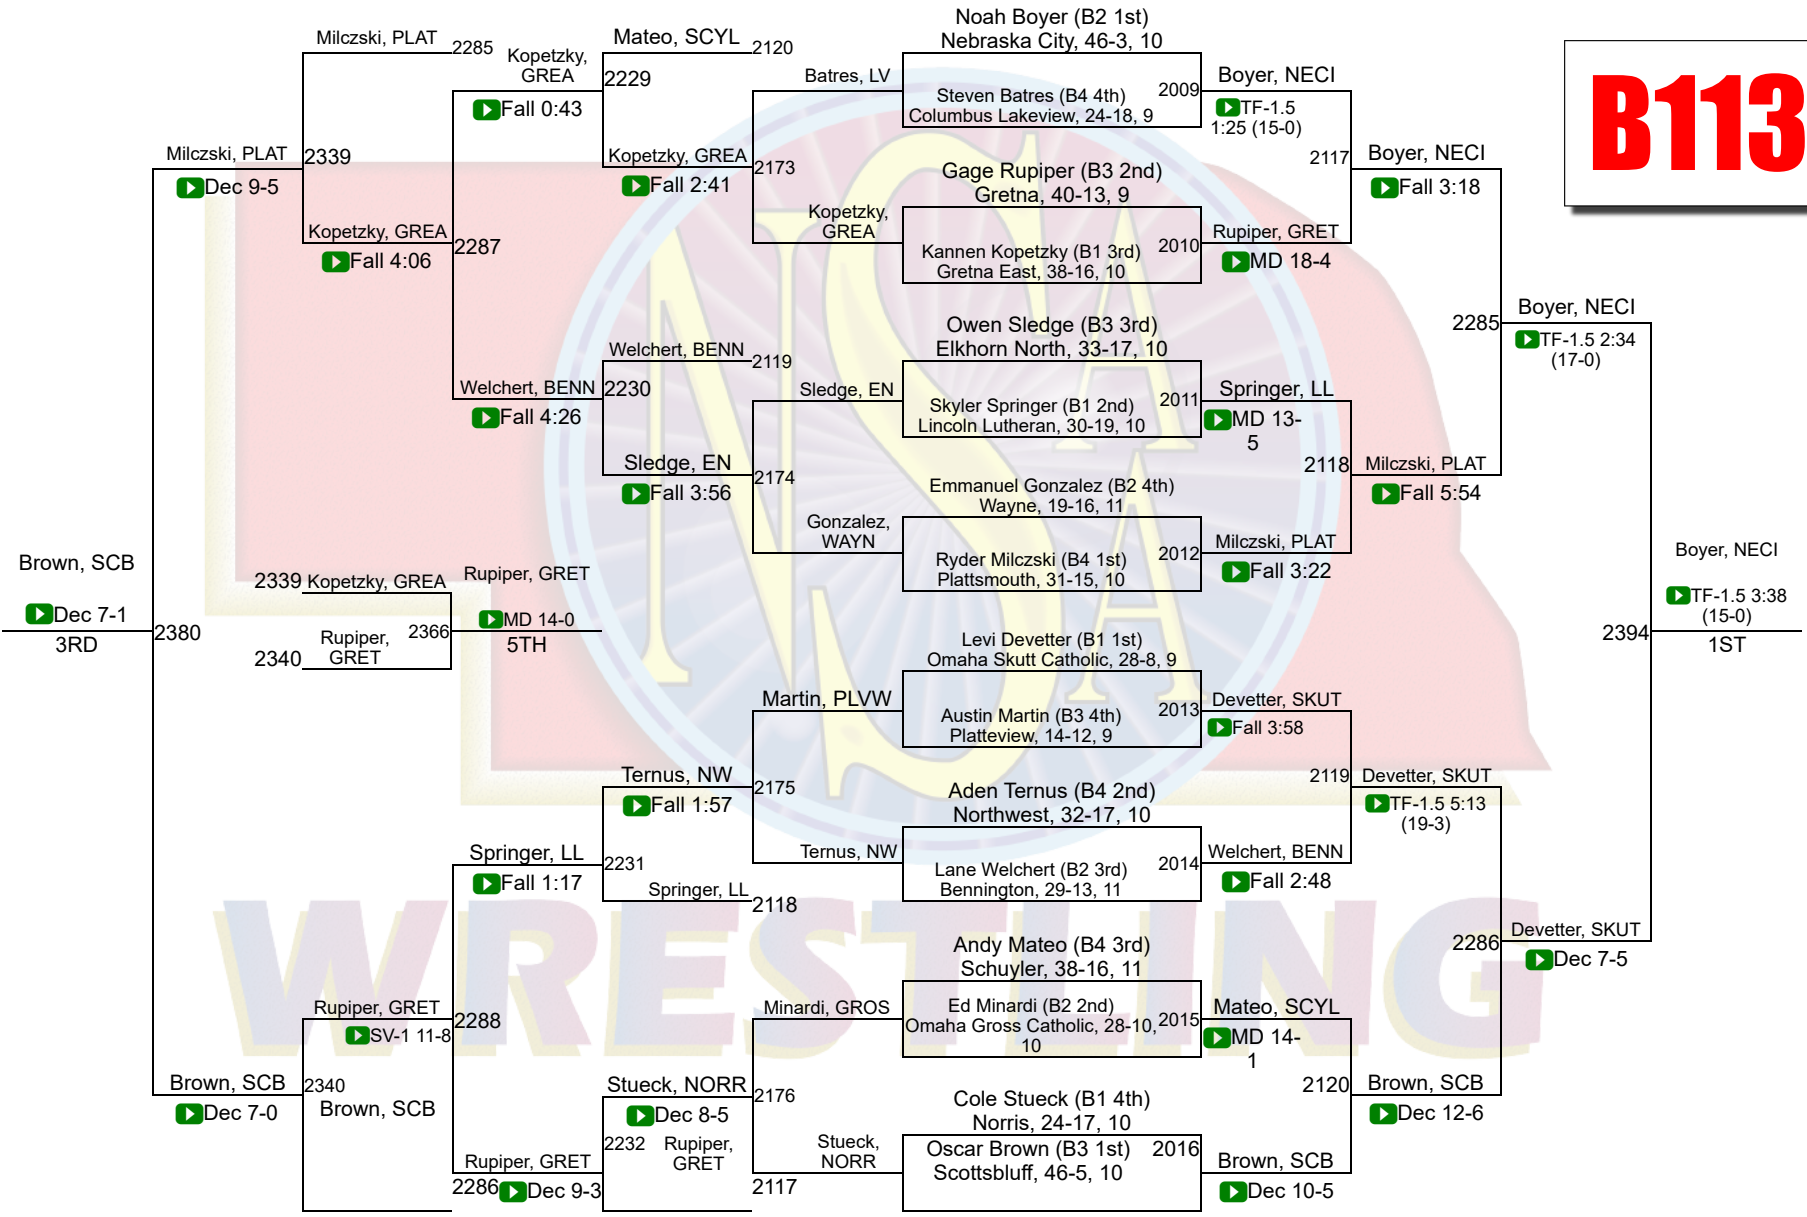 B113
Noah Boyer (B2 1st)
Nebraska City, 46-3, 10
Steven Batres (B4 4th)
Columbus Lakeview, 24-18, 9
2009
Gage Rupiper (B3 2nd)
Gretna, 40-13, 9
Kannen Kopetzky (B1 3rd)
Gretna East, 38-16, 10
2010
Owen Sledge (B3 3rd)
Elkhorn North, 33-17, 10
Skyler Springer (B1 2nd)
Lincoln Lutheran, 30-19, 10
2011
Emmanuel Gonzalez (B2 4th)
Wayne, 19-16, 11
Ryder Milczski (B4 1st)
Plattsmouth, 31-15, 10
2012
Levi Devetter (B1 1st)
Omaha Skutt Catholic, 28-8, 9
Austin Martin (B3 4th)
Platteview, 14-12, 9
2013
Aden Ternus (B4 2nd)
Northwest, 32-17, 10
Lane Welchert (B2 3rd)
Bennington, 29-13, 11
2014
Andy Mateo (B4 3rd)
Schuyler, 38-16, 11
Ed Minardi (B2 2nd)
Omaha Gross Catholic, 28-10,
10
2015
Cole Stueck (B1 4th)
Norris, 24-17, 10
Oscar Brown (B3 1st)
Scottsbluff, 46-5, 10
2016
Boyer, NECI
TF-1.5
1:25 (15-0)
2117
Rupiper, GRET
MD 18-4
Springer, LL
MD 13-
5
2118
Milczski, PLAT
Fall 3:22
Devetter, SKUT
Fall 3:58
2119
Welchert, BENN
Fall 2:48
Mateo, SCYL
MD 14-
1
2120
Brown, SCB
Dec 10-5
Boyer, NECI
Fall 3:18
2285
Milczski, PLAT
Fall 5:54
Devetter, SKUT
TF-1.5 5:13
(19-3)
2286
Brown, SCB
Dec 12-6
Boyer, NECI
TF-1.5 2:34
(17-0)
2394
Devetter, SKUT
Dec 7-5
Boyer, NECI
TF-1.5 3:38
(15-0)
1ST
Batres, LV
2173
Kopetzky,
GREA
Sledge, EN
2174
Gonzalez,
WAYN
Martin, PLVW
2175
Ternus, NW
Minardi, GROS
2176
Stueck,
NORR
Mateo, SCYL
2120
2229
Kopetzky, GREA
Fall 2:41
Welchert, BENN
2119
2230
Sledge, EN
Fall 3:56
Ternus, NW
Fall 1:57
2231
Springer, LL
2118
Stueck, NORR
Dec 8-5
2232
Rupiper,
GRET
2117
Kopetzky,
GREA
Fall 0:43
2287
Welchert, BENN
Fall 4:26
Springer, LL
Fall 1:17
2288
Rupiper, GRET
Dec 9-3
Milczski, PLAT
2285
2339
Kopetzky, GREA
Fall 4:06
Rupiper, GRET
SV-1 11-8
2340
Brown, SCB
2286
Milczski, PLAT
Dec 9-5
2380
Brown, SCB
Dec 7-0
Brown, SCB
Dec 7-1
3RD
2339
Kopetzky, GREA
2366
2340
Rupiper,
GRET
Rupiper, GRET
MD 14-0
5TH
NSAA
WRESTLING